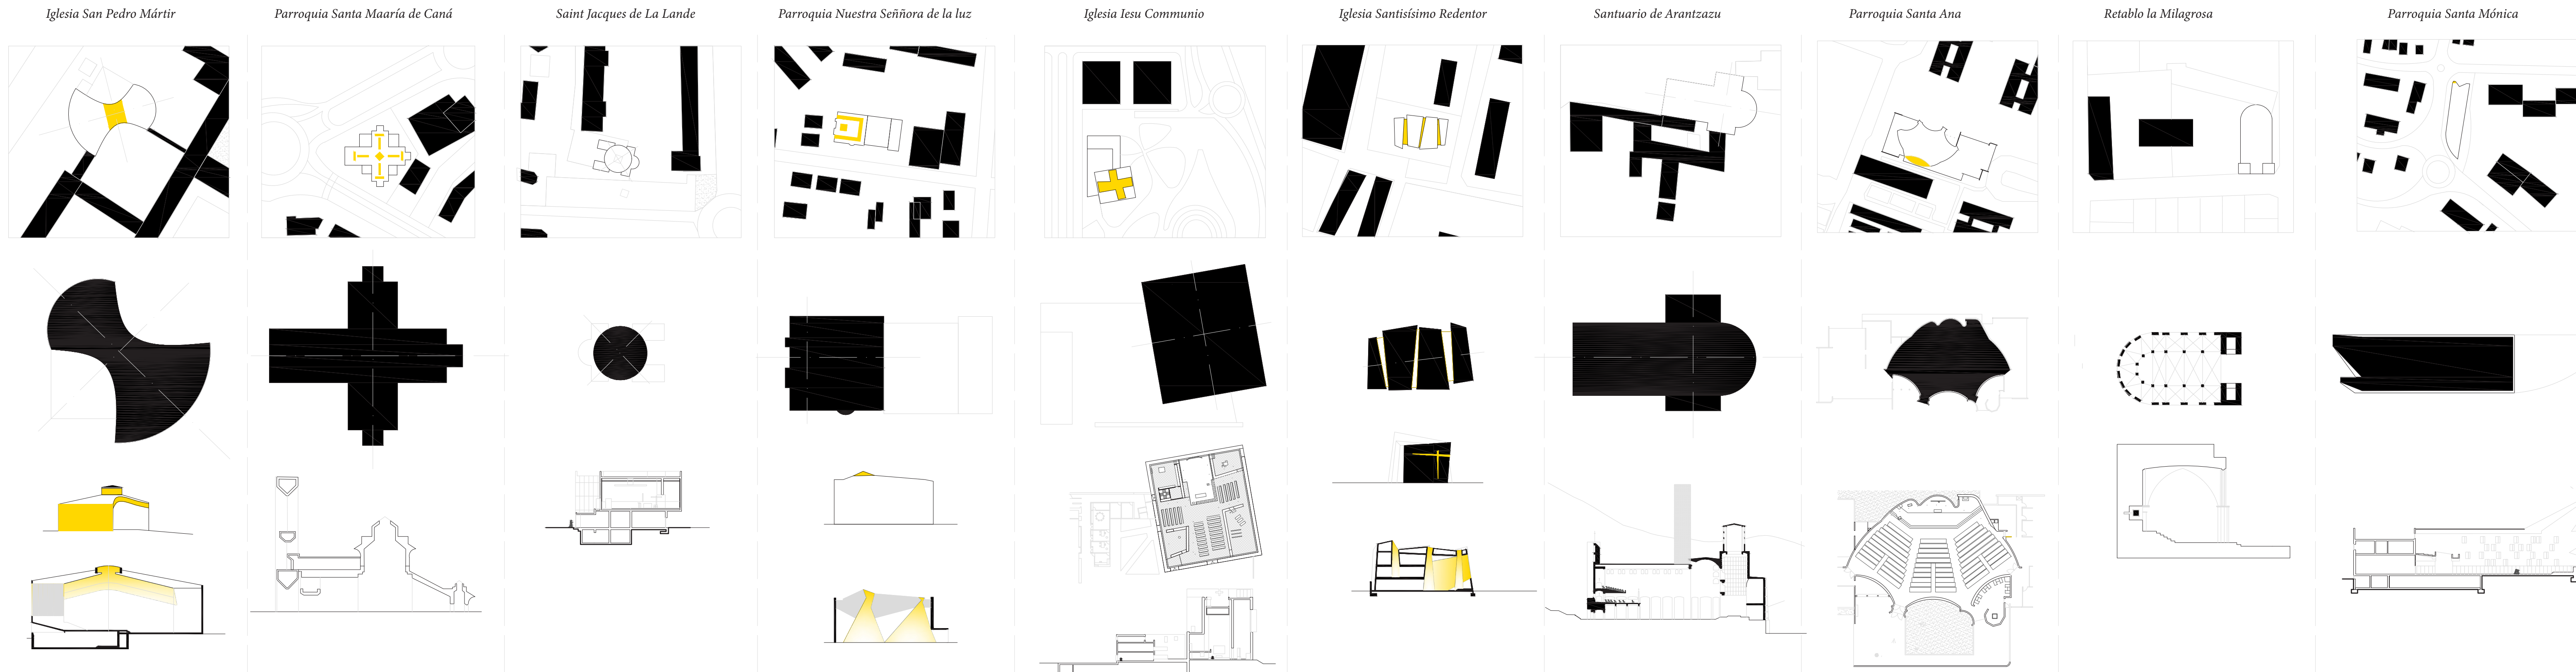 Iglesia San Pedro Mártir
Parroquia Santa Maaría de Caná
Saint Jacques de La Lande
Parroquia Nuestra Seññora de la luz
Iglesia Iesu Communio
Iglesia Santisísimo Redentor
Santuario de Arantzazu
Parroquia Santa Ana
Retablo la Milagrosa
Parroquia Santa Mónica